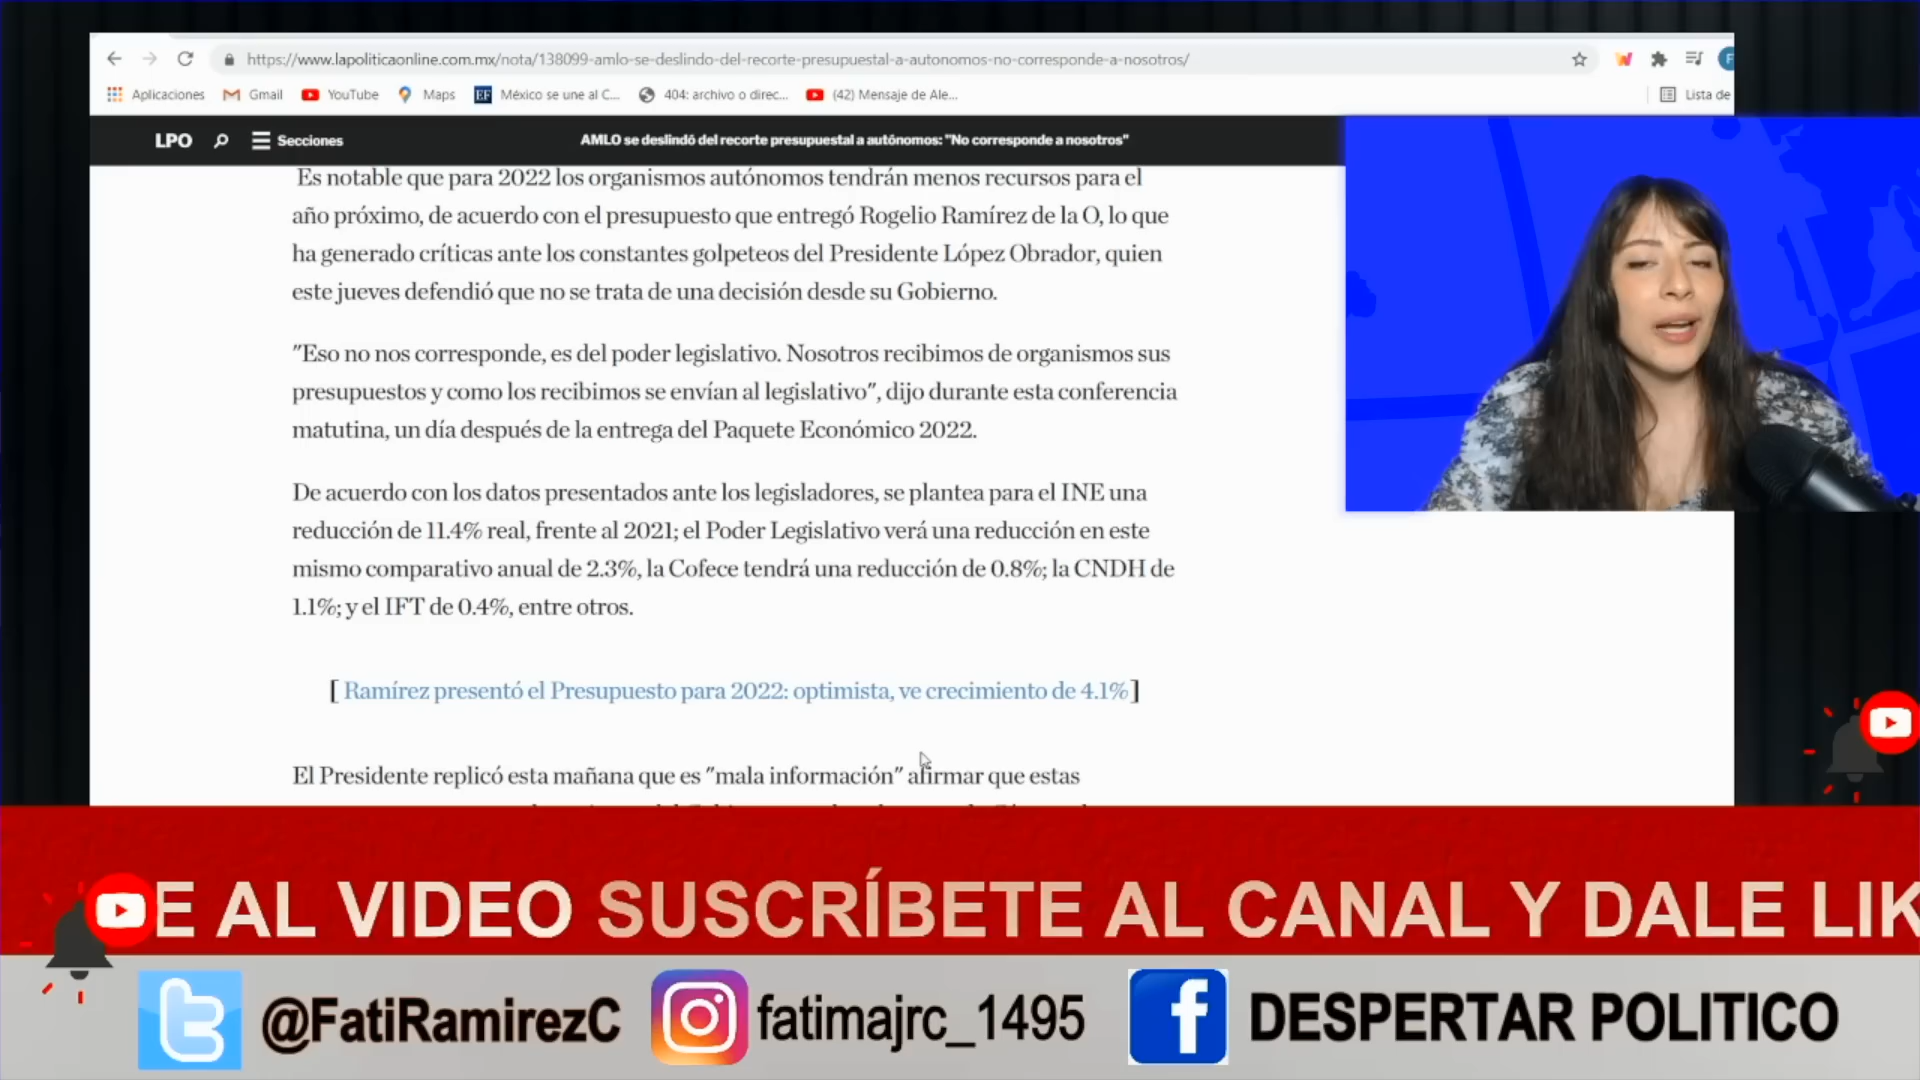 https://www.lapoliticaonline.com.mx/nota/138099-amlo-se-deslindo-del-recorte-presupuestal-a-autonomos-no-corresponde-a-nosotros/
Aplicaciones Gmail YouTube Maps México se une al C... 404: archivo o direc... (42) Mensaje de Ale... Lista de
LPO Secciones AMLO se deslindó del recorte presupuestal a autónomos: "No corresponde a nosotros"
Es notable que para 2022 los organismos autónomos tendrán menos recursos para el
año próximo, de acuerdo con el presupuesto que entregó Rogelio Ramírez de la O, lo que
ha generado críticas ante los constantes golpeteos del Presidente López Obrador, quien
este jueves defendió que no se trata de una decisión desde su Gobierno.
"Eso no nos corresponde, es del poder legislativo. Nosotros recibimos de organismos sus
presupuestos y como los recibimos se envían al legislativo", dijo durante esta conferencia
matutina, un día después de la entrega del Paquete Económico 2022.
De acuerdo con los datos presentados ante los legisladores, se plantea para el INE una
reducción de 11.4% real, frente al 2021; el Poder Legislativo verá una reducción en este
mismo comparativo anual de 2.3%, la Cofece tendrá una reducción de 0.8%; la CNDH de
1.1%; y el IFT de 0.4%, entre otros.
[ Ramírez presentó el Presupuesto para 2022: optimista, ve crecimiento de 4.1% ]
El Presidente replicó esta mañana que es "mala información" afirmar que estas
E AL VIDEO SUSCRÍBETE AL CANAL Y DALE LIK
@FatiRamirezC fatimajrc_1495 DESPERTAR POLITICO